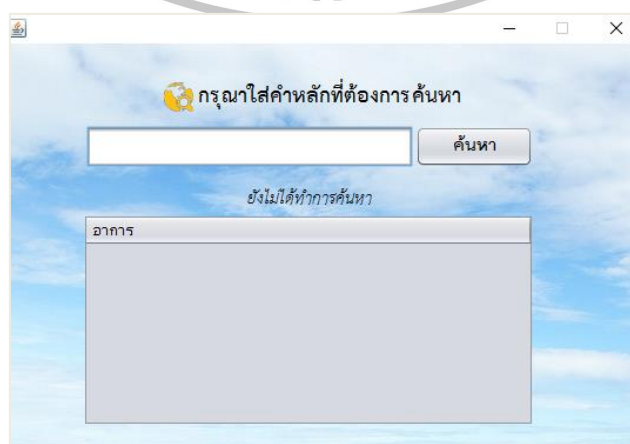 กรุณาใส่คำหลักที่ต้องการค้นหา
ค้นหา
ยังไม่ได้ทำการค้นหา
อาการ